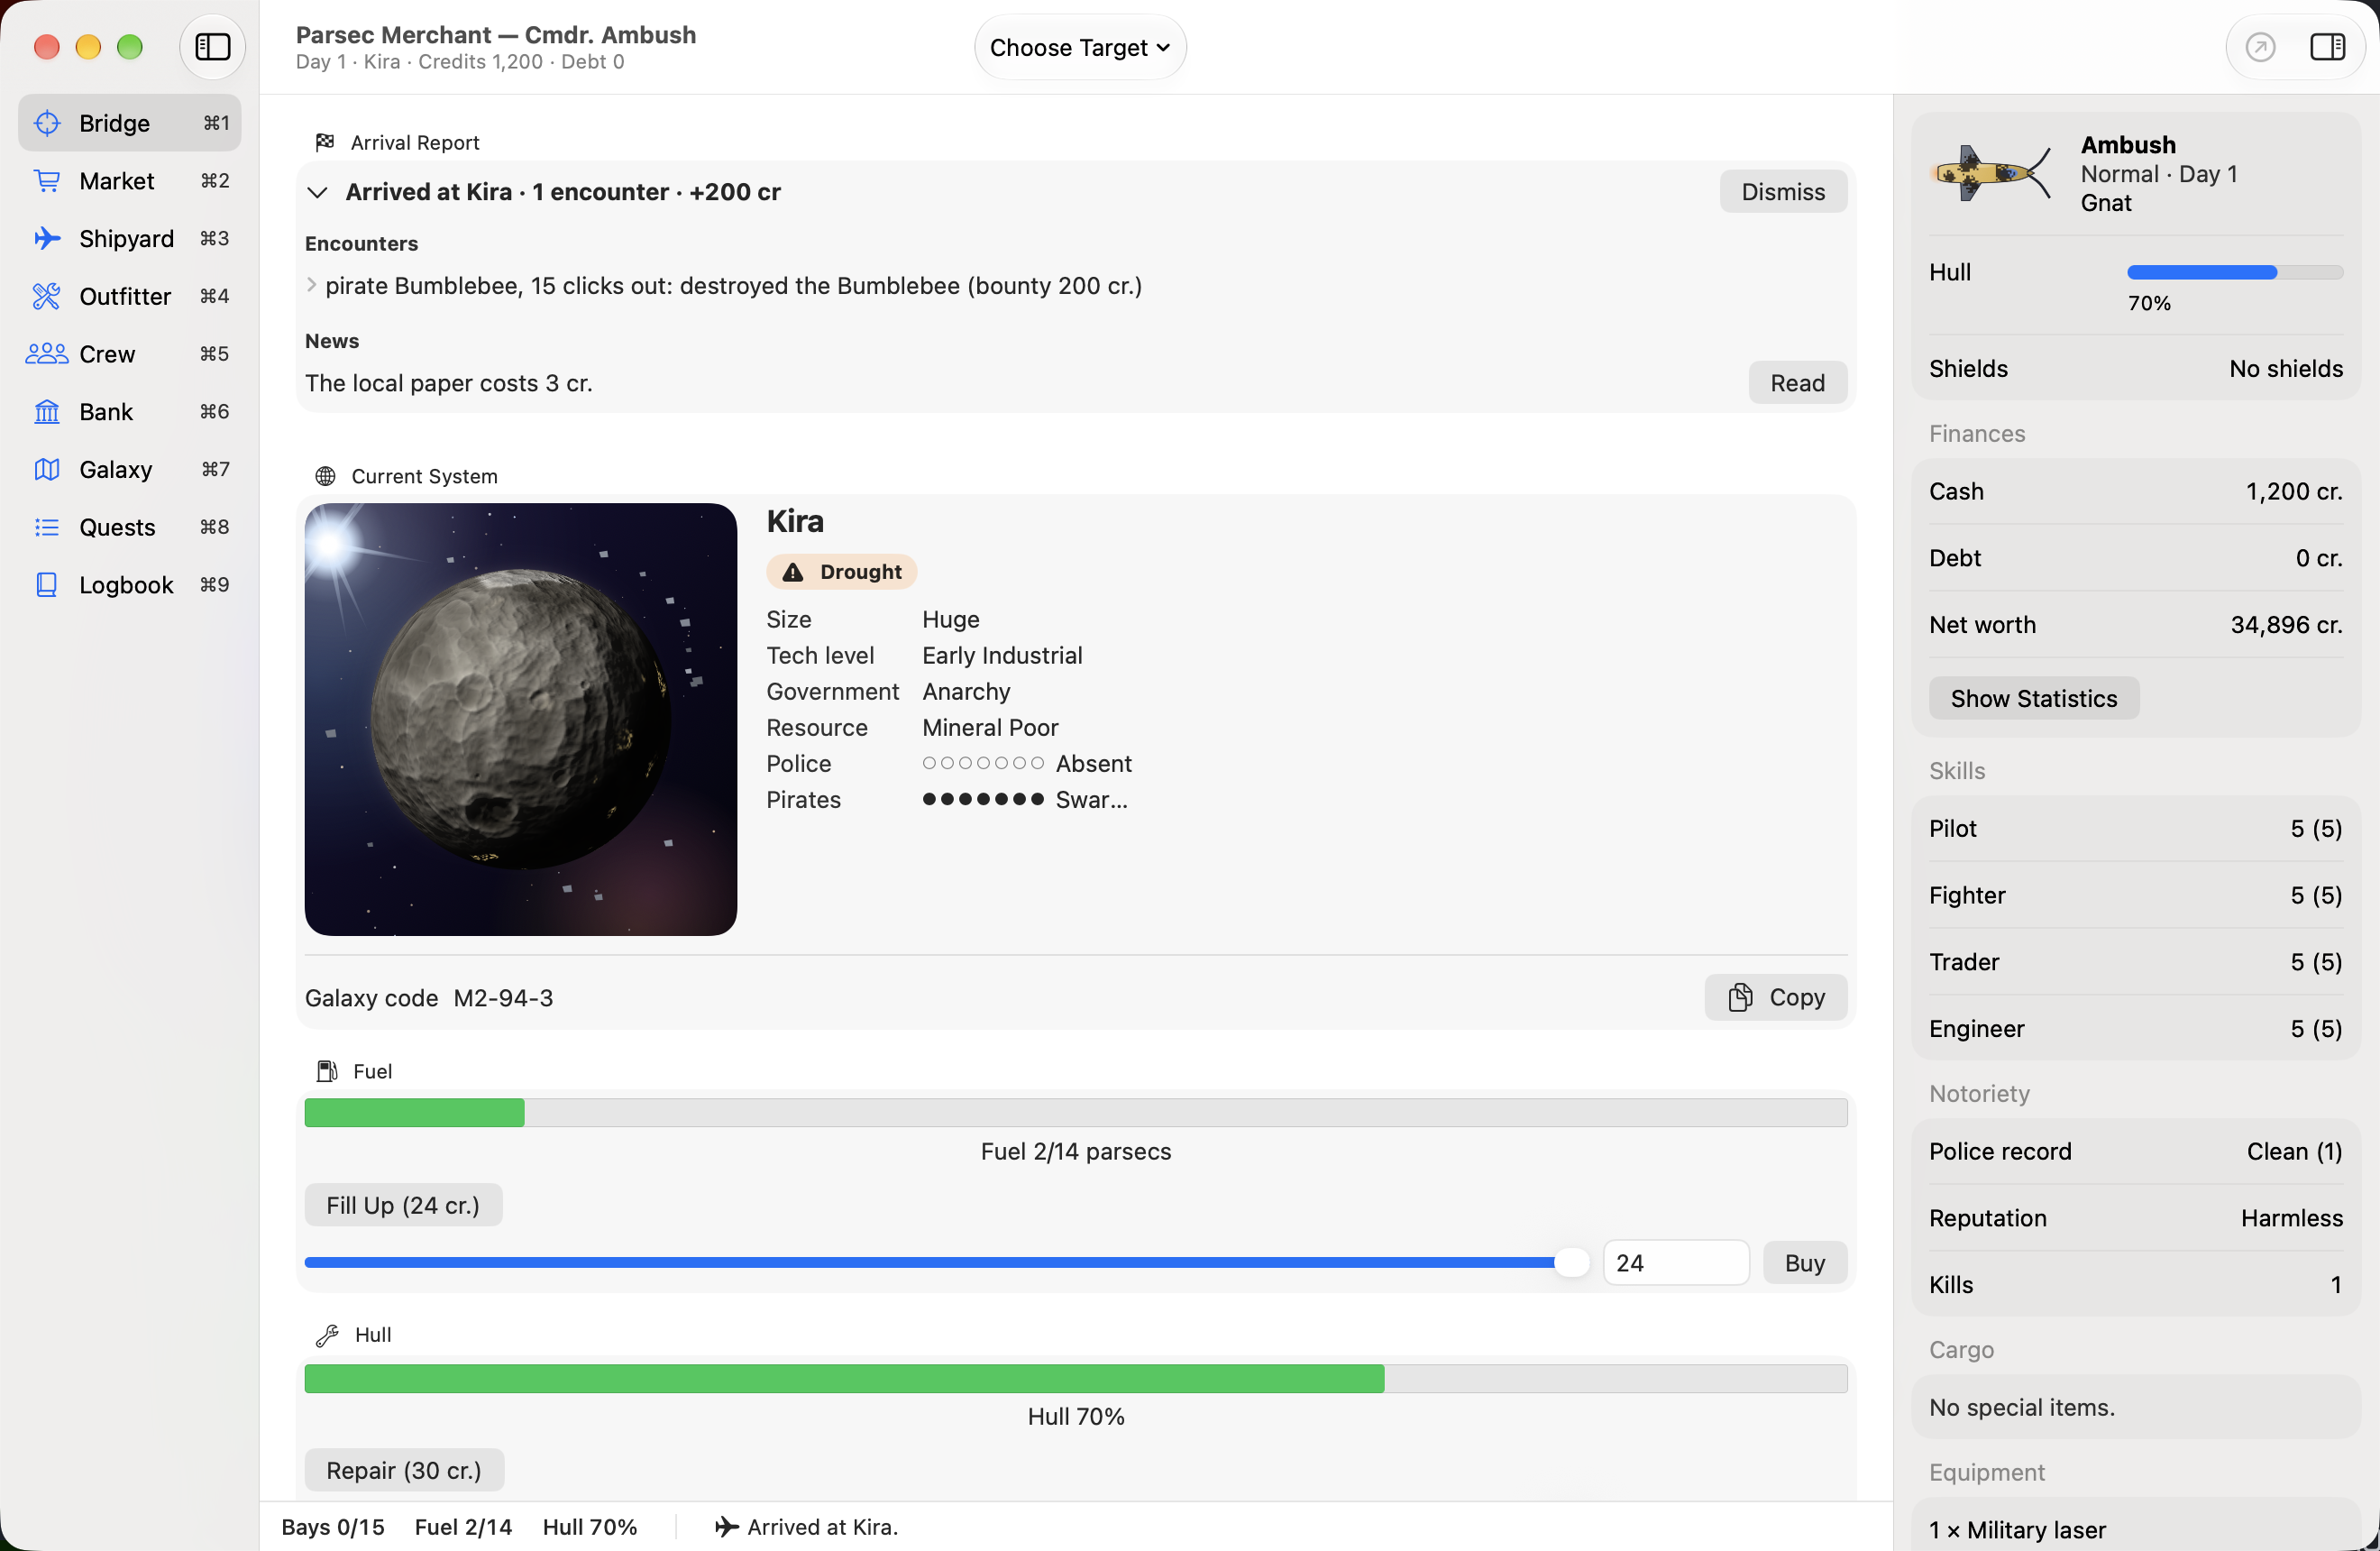 Parsec Merchant — Cmdr. Ambush
Day 1 · Kira · Credits 1,200 · Debt 0
Choose Target
Bridge ⌘1
Market ⌘2
Shipyard ⌘3
Outfitter ⌘4
Crew ⌘5
Bank ⌘6
Galaxy ⌘7
Quests ⌘8
Logbook ⌘9
Arrival Report
Arrived at Kira · 1 encounter · +200 cr
Dismiss
Encounters
pirate Bumblebee, 15 clicks out: destroyed the Bumblebee (bounty 200 cr.)
News
The local paper costs 3 cr.
Read
Current System
Kira
Drought
Size Huge
Tech level Early Industrial
Government Anarchy
Resource Mineral Poor
Police Absent
Pirates Swar...
Galaxy code M2-94-3
Copy
Fuel
Fuel 2/14 parsecs
Fill Up (24 cr.)
24
Buy
Hull
Hull 70%
Repair (30 cr.)
Bays 0/15 Fuel 2/14 Hull 70% Arrived at Kira.
Ambush
Normal · Day 1
Gnat
Hull
70%
Shields No shields
Finances
Cash 1,200 cr.
Debt 0 cr.
Net worth 34,896 cr.
Show Statistics
Skills
Pilot 5 (5)
Fighter 5 (5)
Trader 5 (5)
Engineer 5 (5)
Notoriety
Police record Clean (1)
Reputation Harmless
Kills 1
Cargo
No special items.
Equipment
1 × Military laser